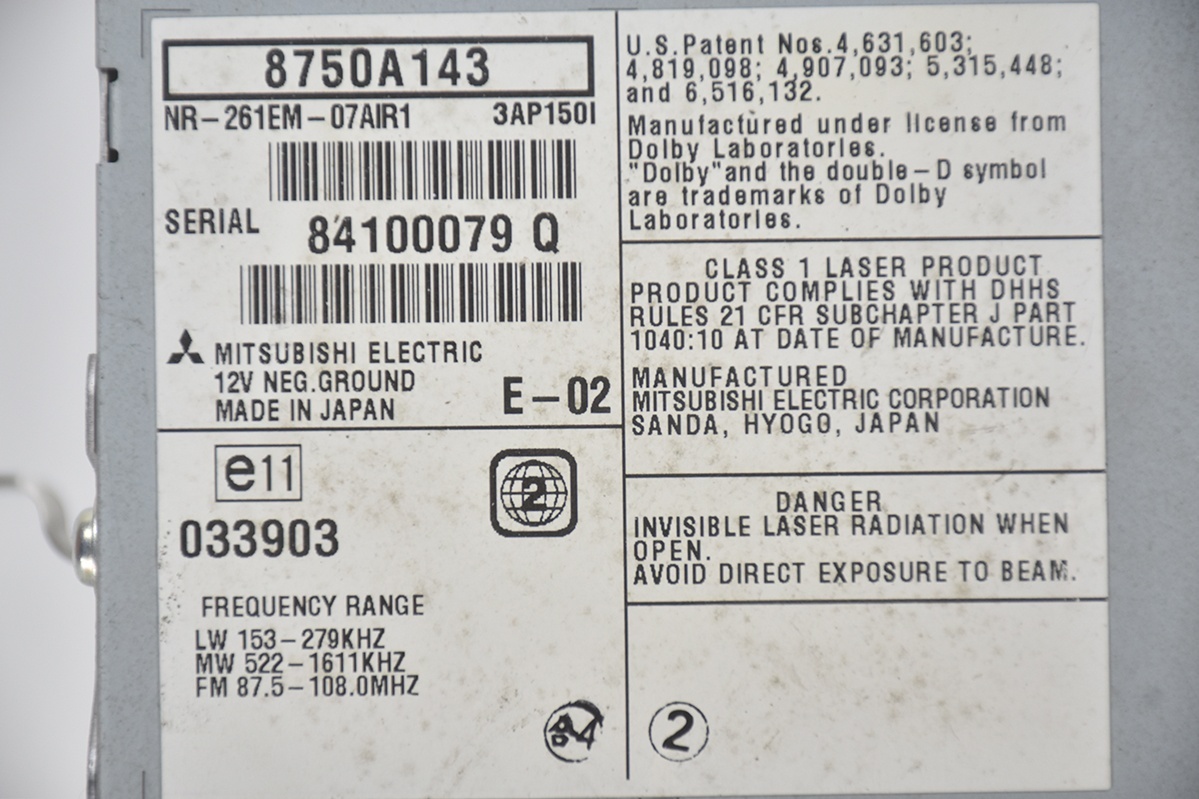 8750A143
NR-261EM-07AIR1 3AP150I
SERIAL 84100079 Q
MITSUBISHI ELECTRIC
12V NEG.GROUND
MADE IN JAPAN
E-02
e11
2
033903
FREQUENCY RANGE
LW 153-279KHZ
MW 522-1611KHZ
FM 87.5-108.0MHZ
U.S.Patent Nos.4,631,603;
4,819,098; 4,907,093; 5,315,448;
and 6,516,132.
Manufactured under license from
Dolby Laboratories.
"Dolby"and the double-D symbol
are trademarks of Dolby
Laboratories.
CLASS 1 LASER PRODUCT
PRODUCT COMPLIES WITH DHHS
RULES 21 CFR SUBCHAPTER J PART
1040:10 AT DATE OF MANUFACTURE.
MANUFACTURED
MITSUBISHI ELECTRIC CORPORATION
SANDA, HYOGO, JAPAN
DANGER
INVISIBLE LASER RADIATION WHEN
OPEN.
AVOID DIRECT EXPOSURE TO BEAM.
2